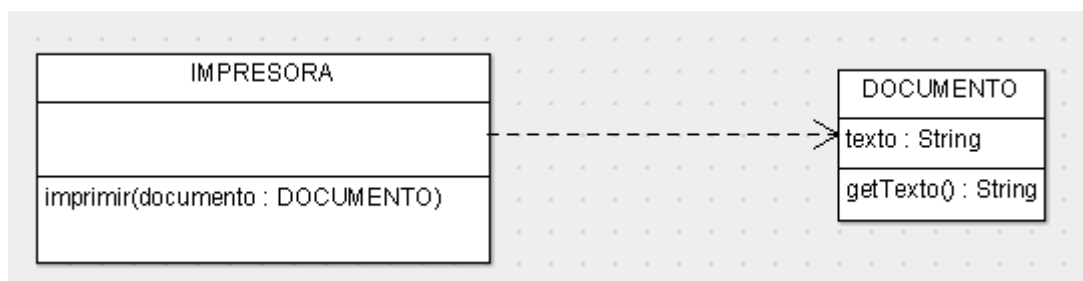 IMPRESORA
imprimir(documento : DOCUMENTO)
DOCUMENTO
texto : String
getTexto() : String